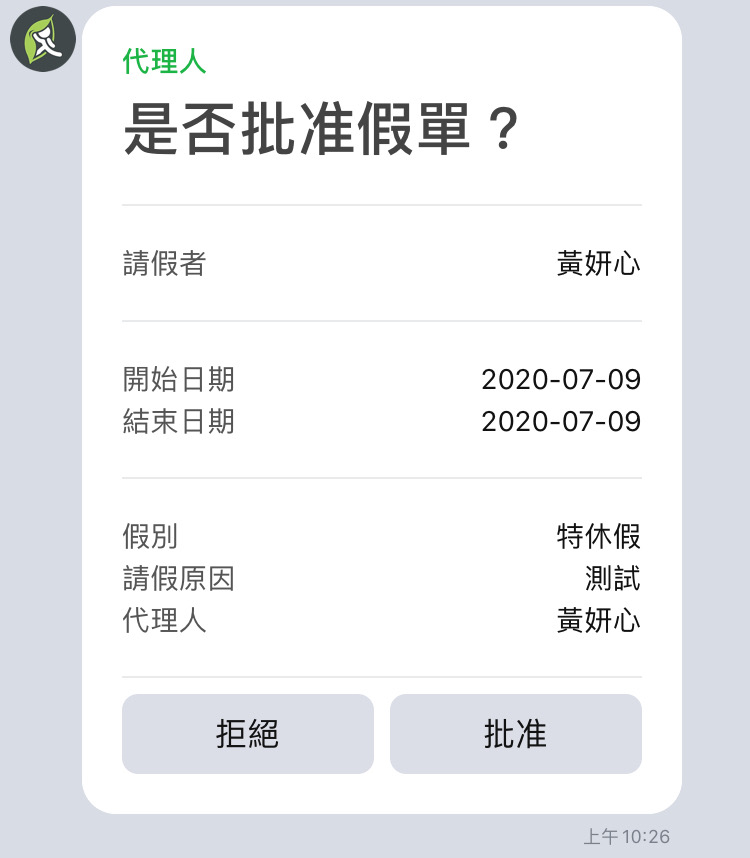 代理人
是否批准假單？
請假者 黃妍心
開始日期 2020-07-09
結束日期 2020-07-09
假別 特休假
請假原因 測試
代理人 黃妍心
拒絕 批准
上午10:26